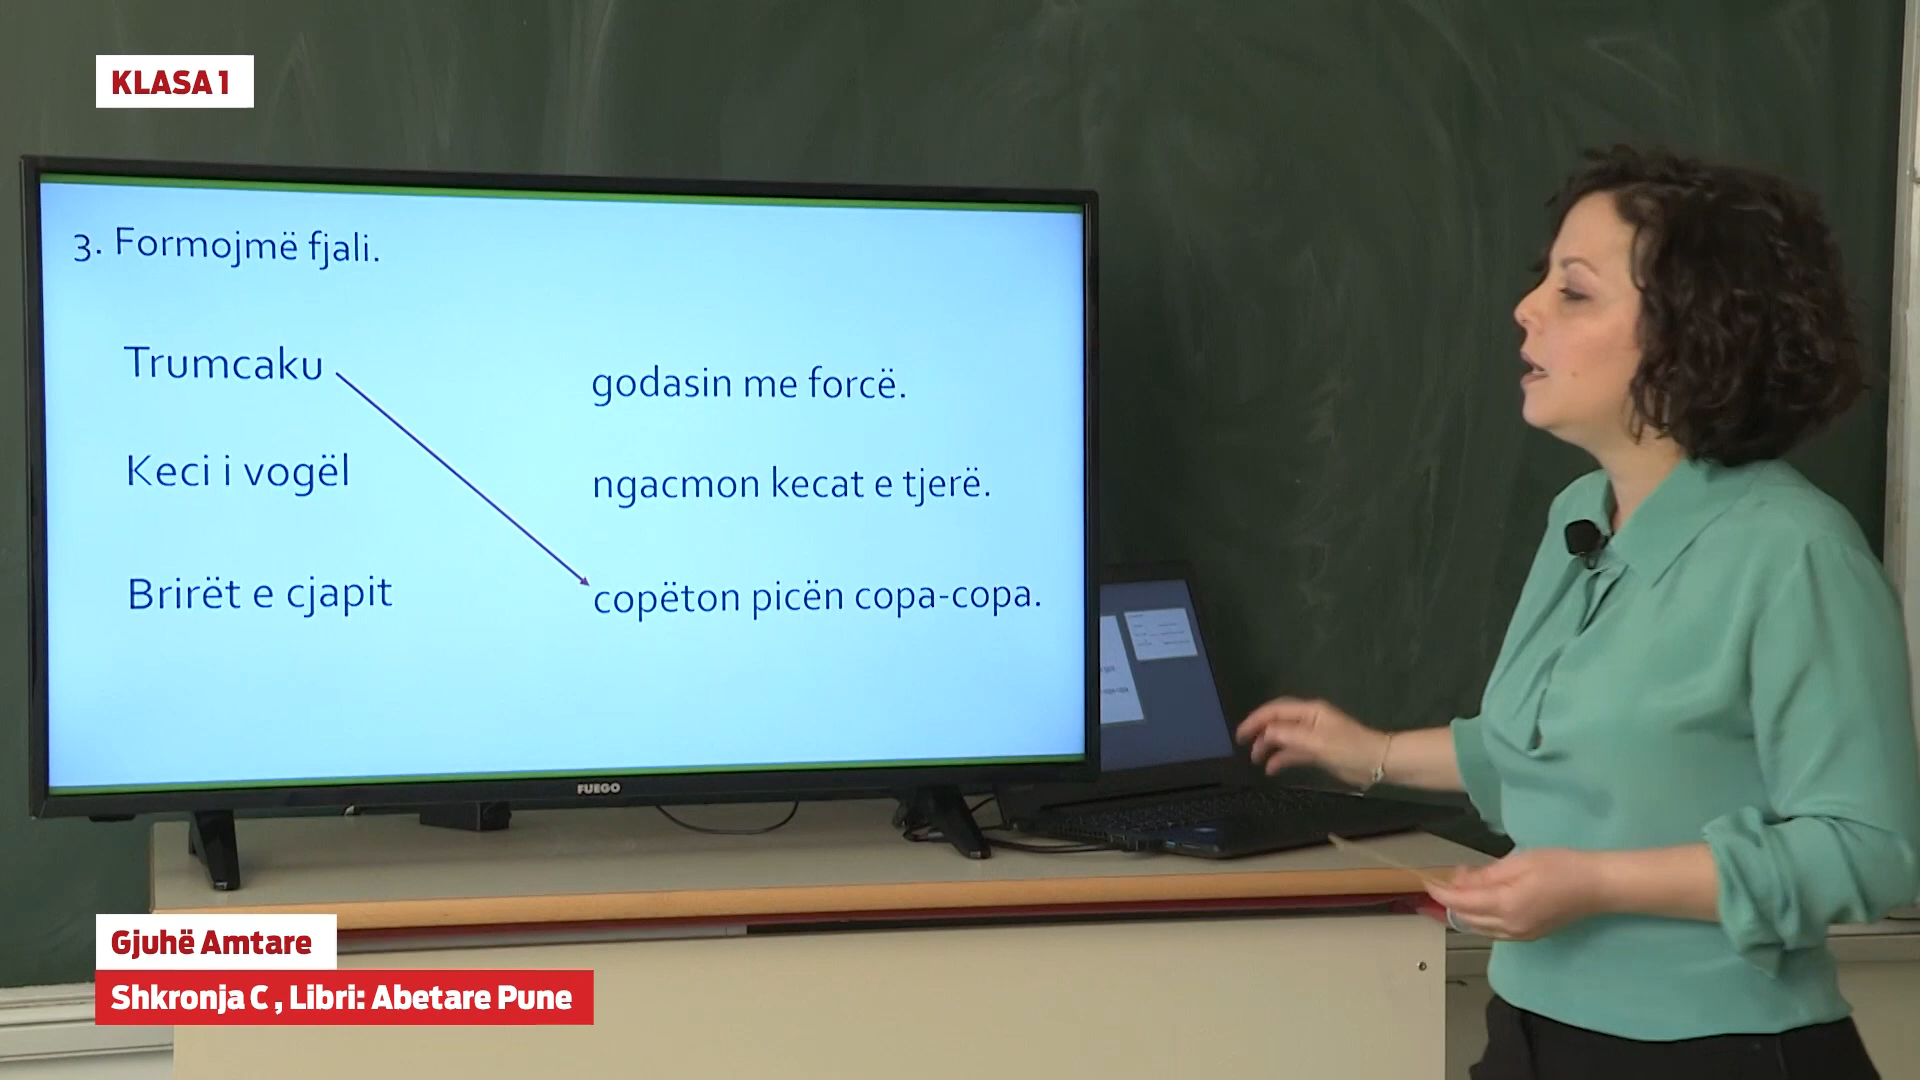 KLASA 1
3. Formojmë fjali.
Trumcaku
godasin me forcë.
Keci i vogël
ngacmon kecat e tjerë.
Brirët e cjapit
copëton picën copa-copa.
FUEGO
Gjuhë Amtare
Shkronja C , Libri: Abetare Pune